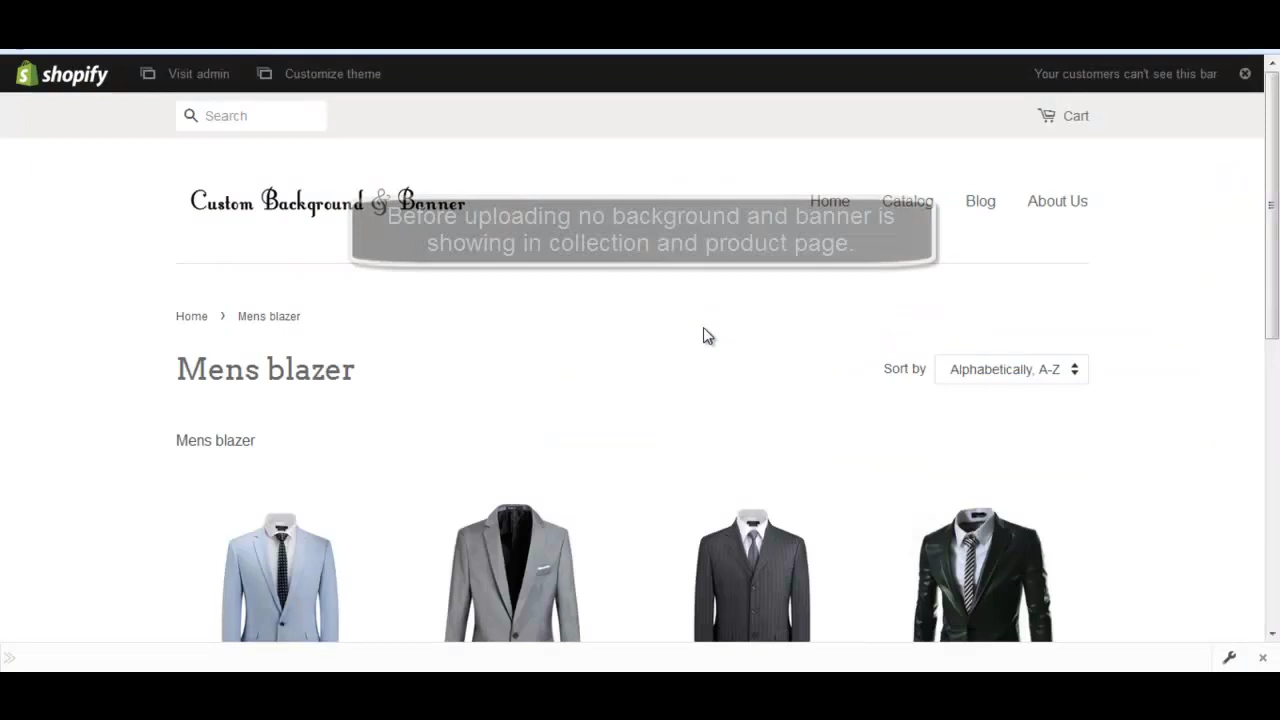 shopify Visit admin Customize theme Your customers can't see this bar
Search Cart
Custom Background & Banner Home Catalog Blog About Us
Before uploading no background and banner is
showing in collection and product page.
Home › Mens blazer
Mens blazer Sort by Alphabetically, A-Z
Mens blazer